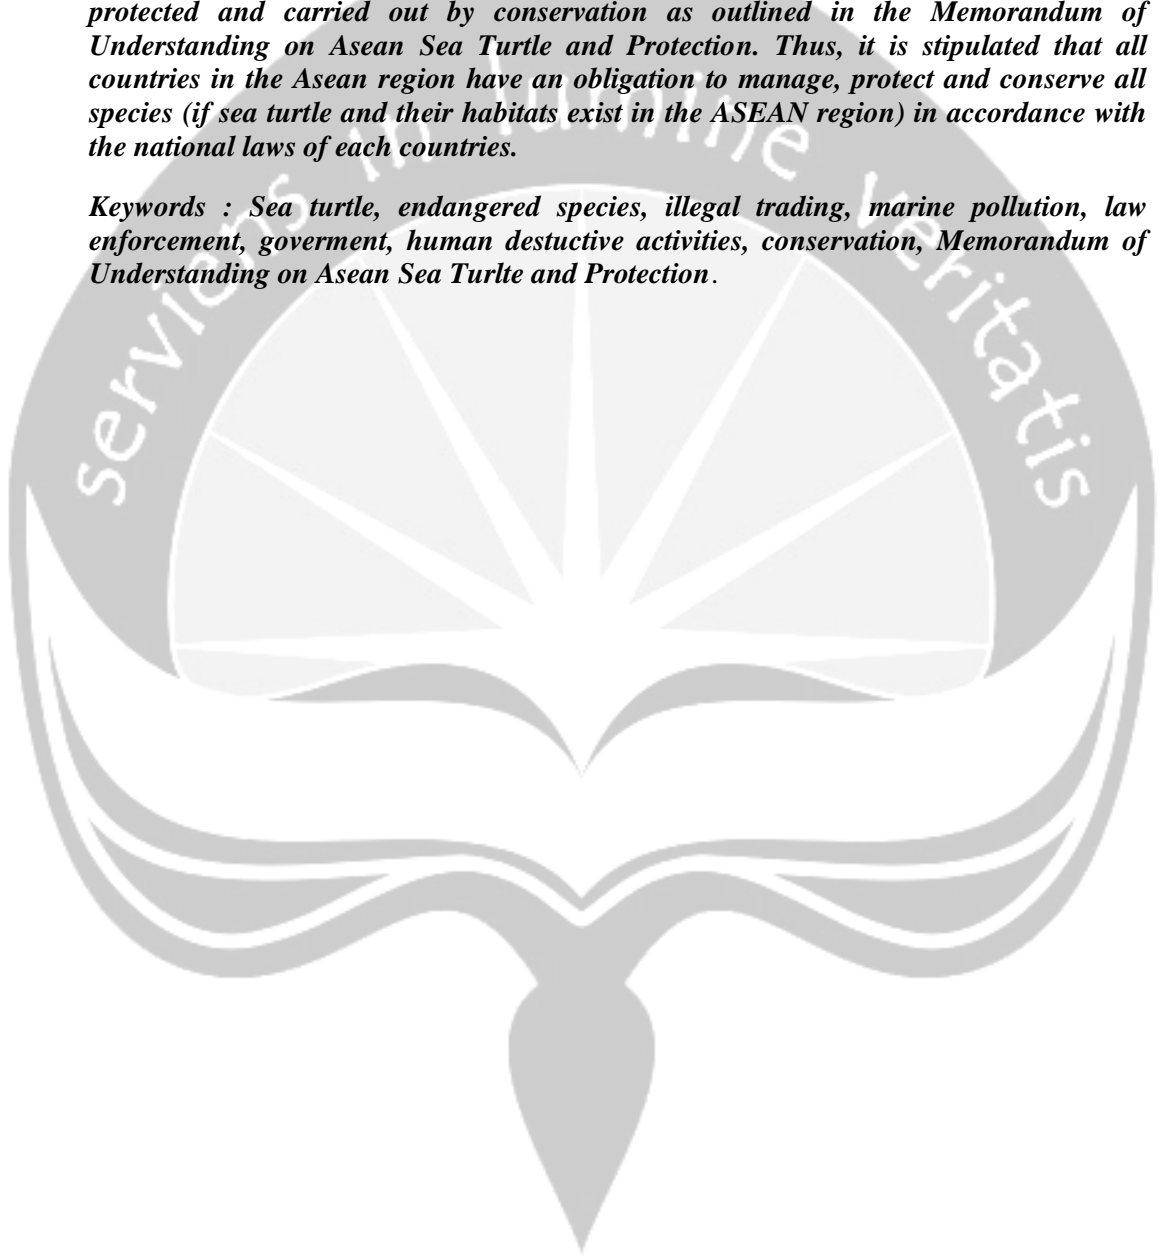 protected and carried out by conservation as outlined in the Memorandum of
Understanding on Asean Sea Turtle and Protection. Thus, it is stipulated that all
countries in the Asean region have an obligation to manage, protect and conserve all
species (if sea turtle and their habitats exist in the ASEAN region) in accordance with
the national laws of each countries.
Keywords : Sea turtle, endangered species, illegal trading, marine pollution, law
enforcement, goverment, human destuctive activities, conservation, Memorandum of
Understanding on Asean Sea Turlte and Protection.
serviens in lumine veritatis